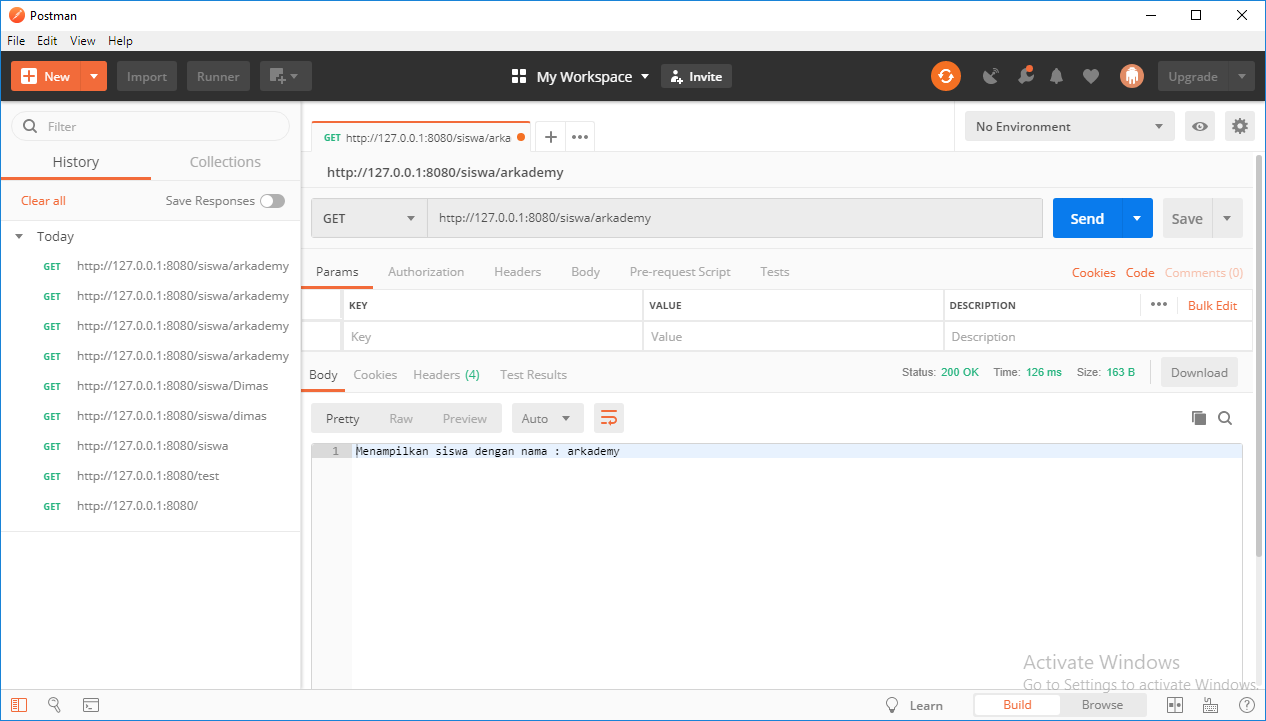 Postman
File Edit View Help
New Import Runner My Workspace Invite Upgrade
Filter
History Collections
Clear all Save Responses
Today
GET http://127.0.0.1:8080/siswa/arkademy
GET http://127.0.0.1:8080/siswa/arkademy
GET http://127.0.0.1:8080/siswa/arkademy
GET http://127.0.0.1:8080/siswa/arkademy
GET http://127.0.0.1:8080/siswa/Dimas
GET http://127.0.0.1:8080/siswa/dimas
GET http://127.0.0.1:8080/siswa
GET http://127.0.0.1:8080/test
GET http://127.0.0.1:8080/
GET http://127.0.0.1:8080/siswa/arka
No Environment
http://127.0.0.1:8080/siswa/arkademy
GET http://127.0.0.1:8080/siswa/arkademy Send Save
Params Authorization Headers Body Pre-request Script Tests Cookies Code Comments (0)
KEY VALUE DESCRIPTION Bulk Edit
Key Value Description
Body Cookies Headers (4) Test Results Status: 200 OK Time: 126 ms Size: 163 B Download
Pretty Raw Preview Auto
1 Menampilkan siswa dengan nama : arkademy
Activate Windows
Go to Settings to activate Windows.
Learn Build Browse